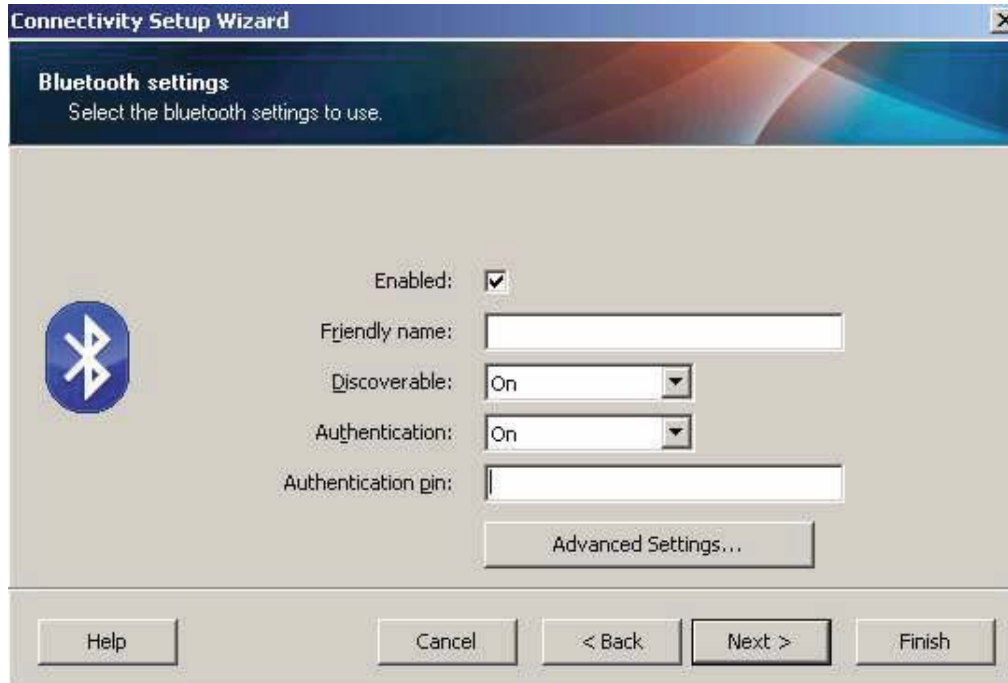 Connectivity Setup Wizard
Bluetooth settings
Select the bluetooth settings to use.
Enabled:
Friendly name:
Discoverable: On
Authentication: On
Authentication pin:
Advanced Settings...
Help Cancel < Back Next > Finish